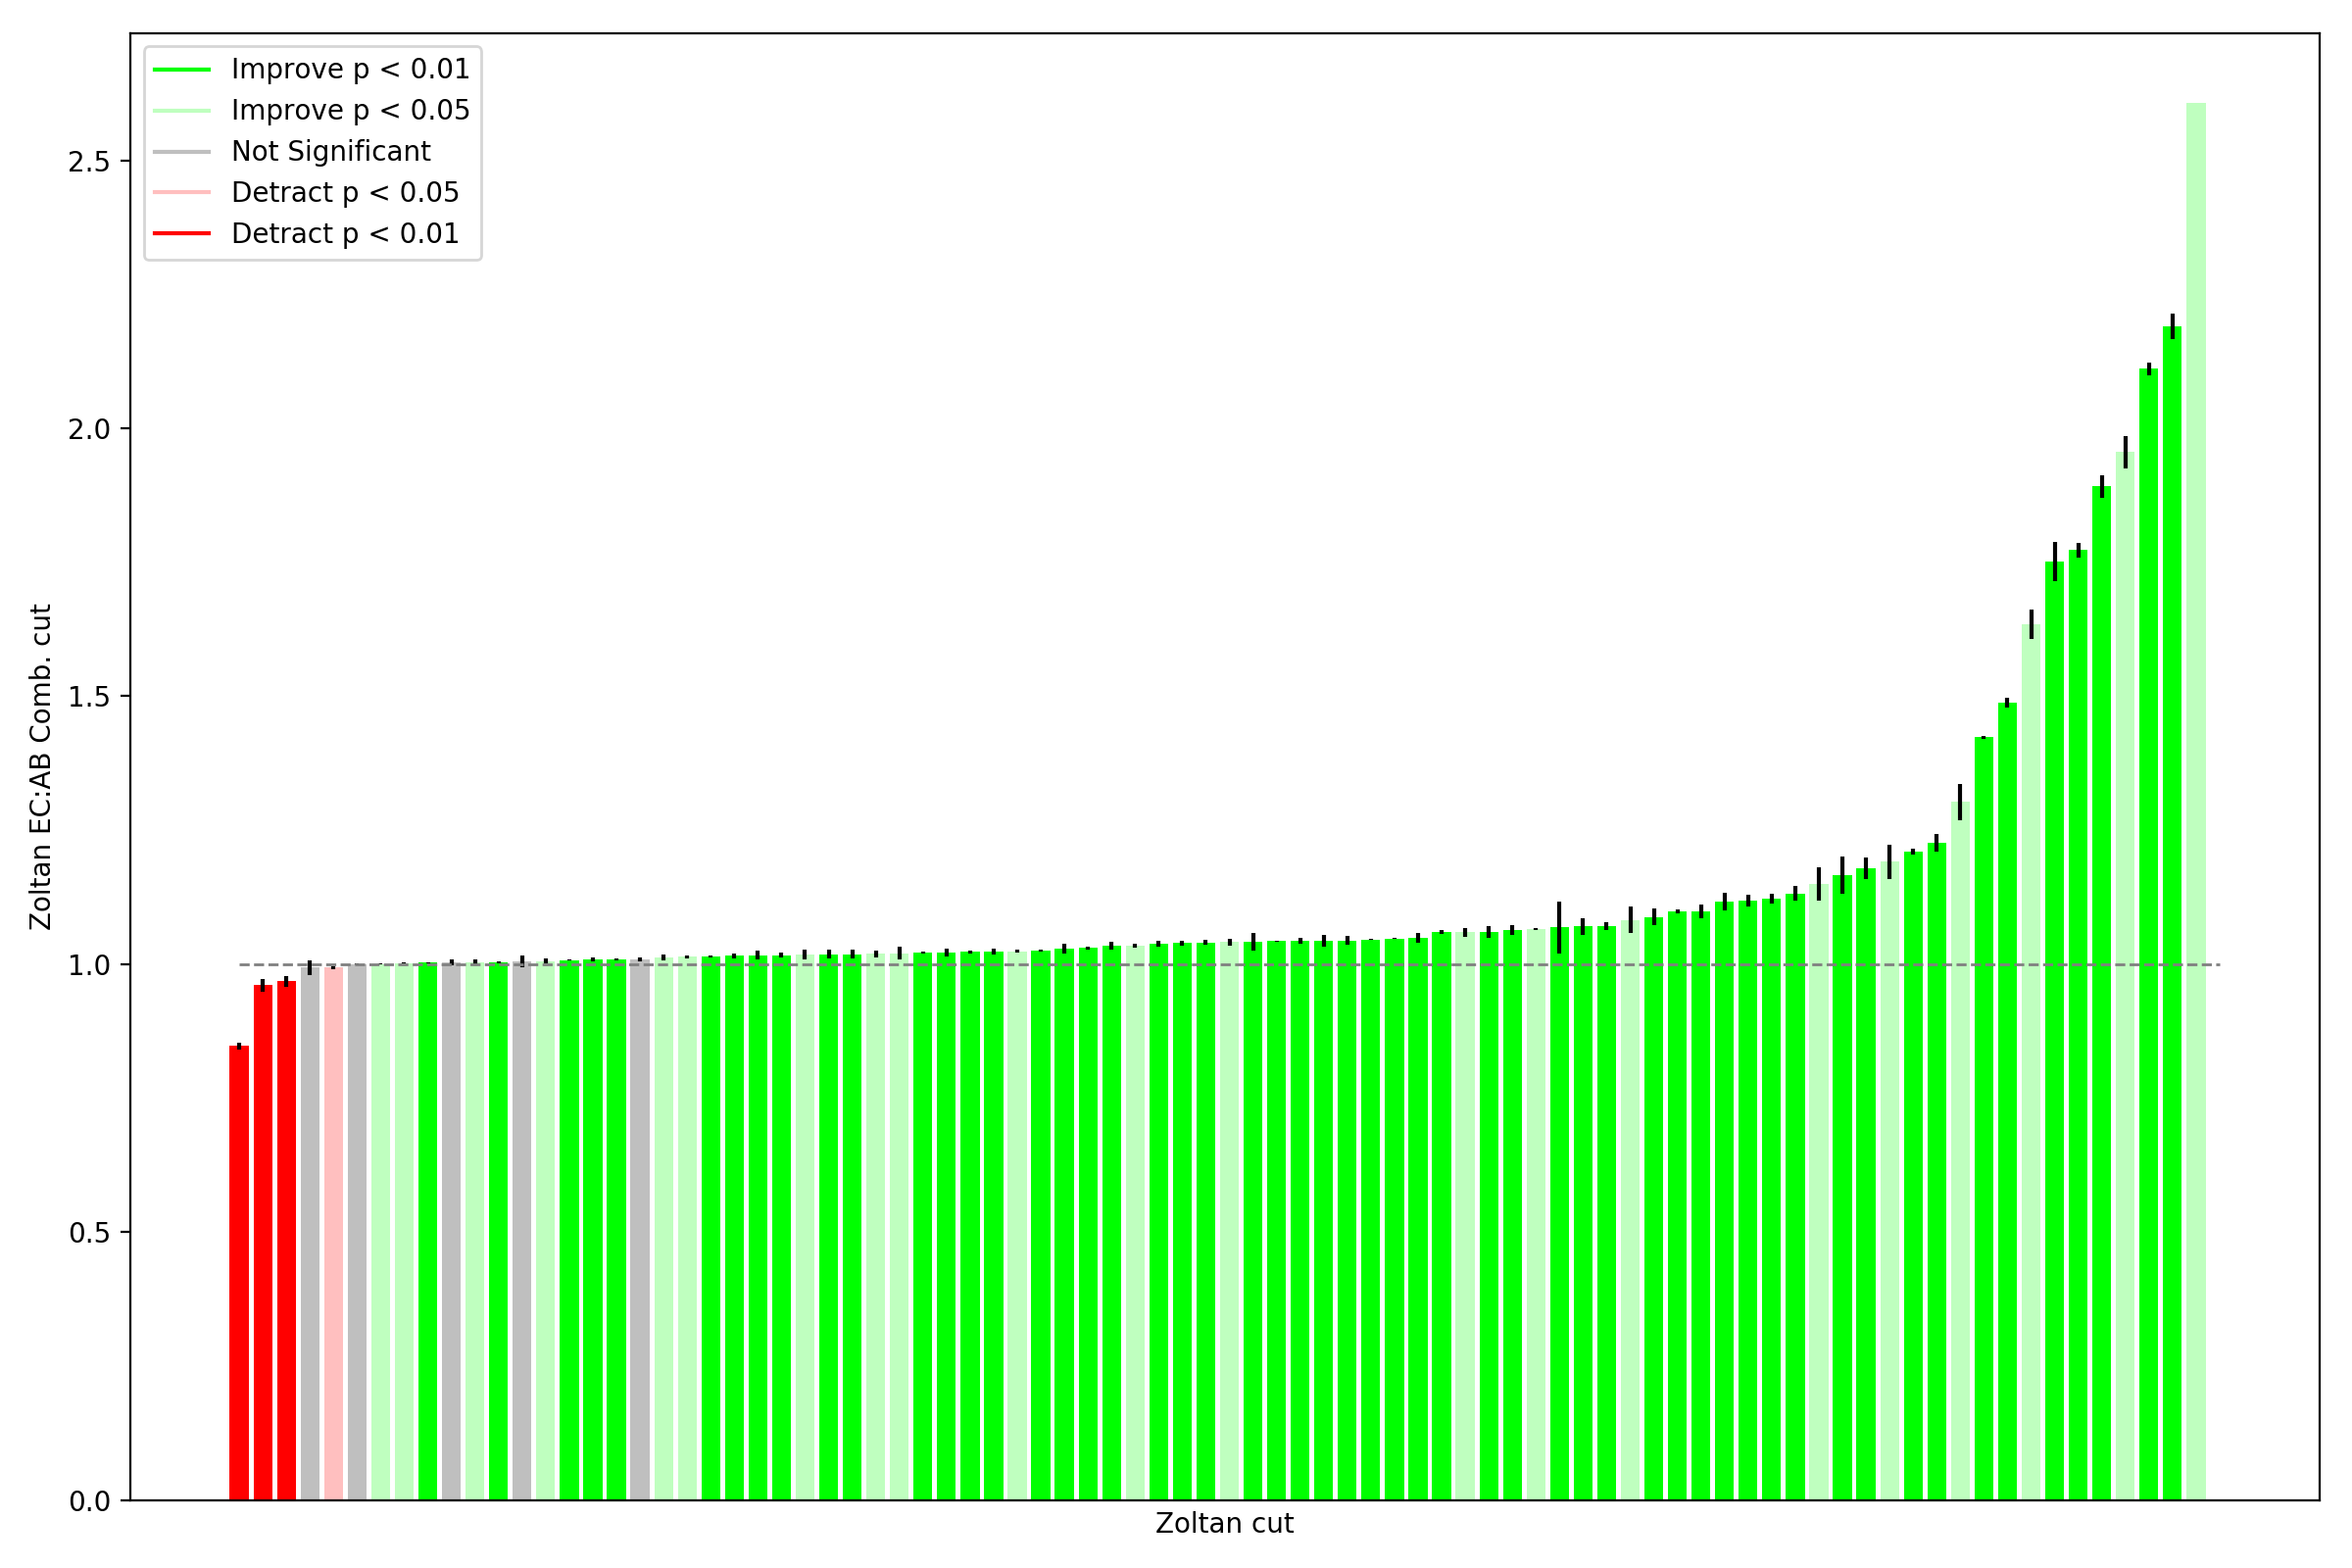 Improve p < 0.01
Improve p < 0.05
Not Significant
Detract p < 0.05
Detract p < 0.01
2.5
2.0
1.5
1.0
0.5
0.0
Zoltan EC:AB Comb. cut
Zoltan cut